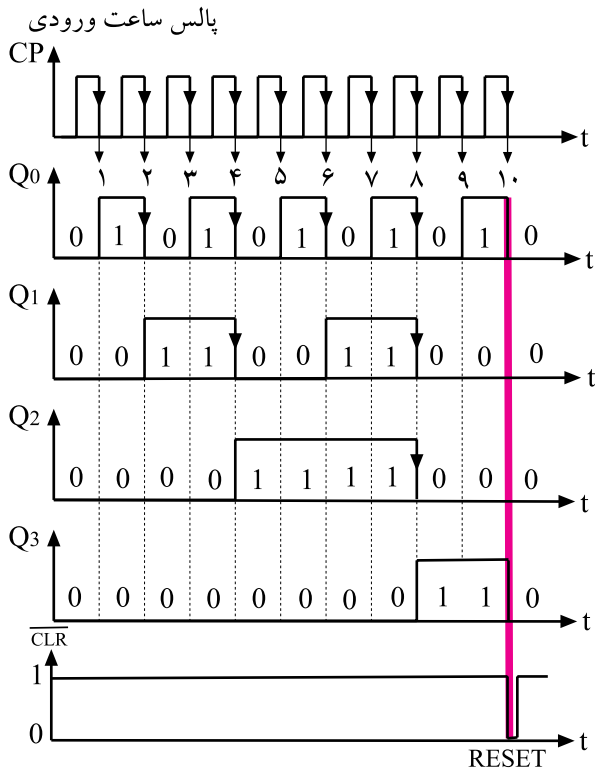 پالس ساعت ورودی
CP
t
۱ ۲ ۳ ۴ ۵ ۶ ۷ ۸ ۹ ۱۰
Q0
0 1 0 1 0 1 0 1 0 1 0
t
Q1
0 0 1 1 0 0 1 1 0 0 0
t
Q2
0 0 0 0 1 1 1 1 0 0 0
t
Q3
0 0 0 0 0 0 0 0 1 1 0
t
CLR
1
0
t
RESET